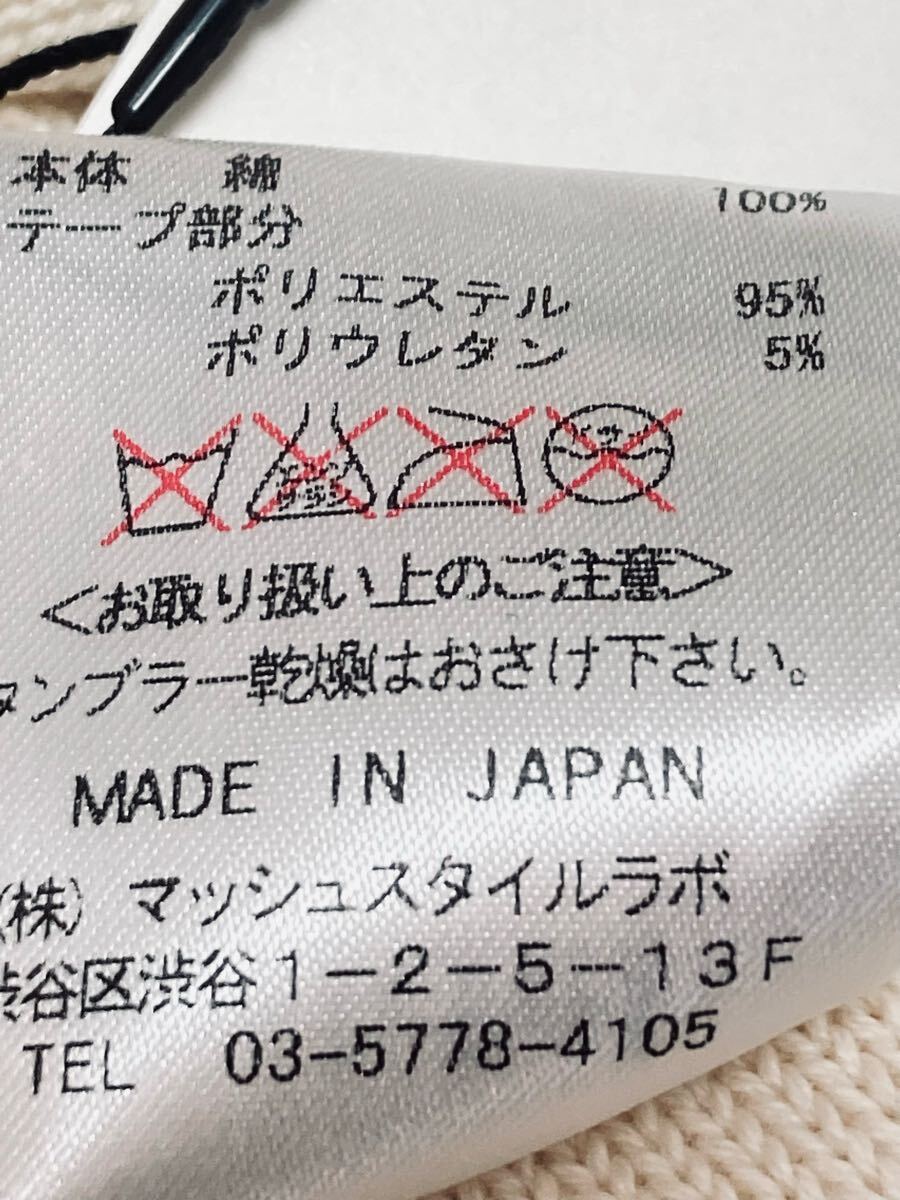 本体 綿 100%
テープ部分
ポリエステル 95%
ポリウレタン 5%
<お取り扱い上のご注意>
タンブラー乾燥はおさけ下さい。
MADE IN JAPAN
(株) マッシュスタイルラボ
渋谷区渋谷1-2-5-13F
TEL 03-5778-4105